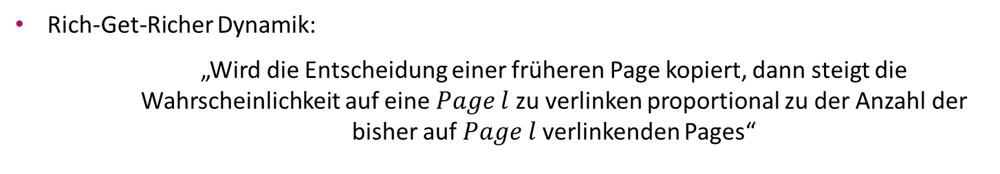 • Rich-Get-Richer Dynamik:
„Wird die Entscheidung einer früheren Page kopiert, dann steigt die
Wahrscheinlichkeit auf eine Page l zu verlinken proportional zu der Anzahl der
bisher auf Page l verlinkenden Pages“